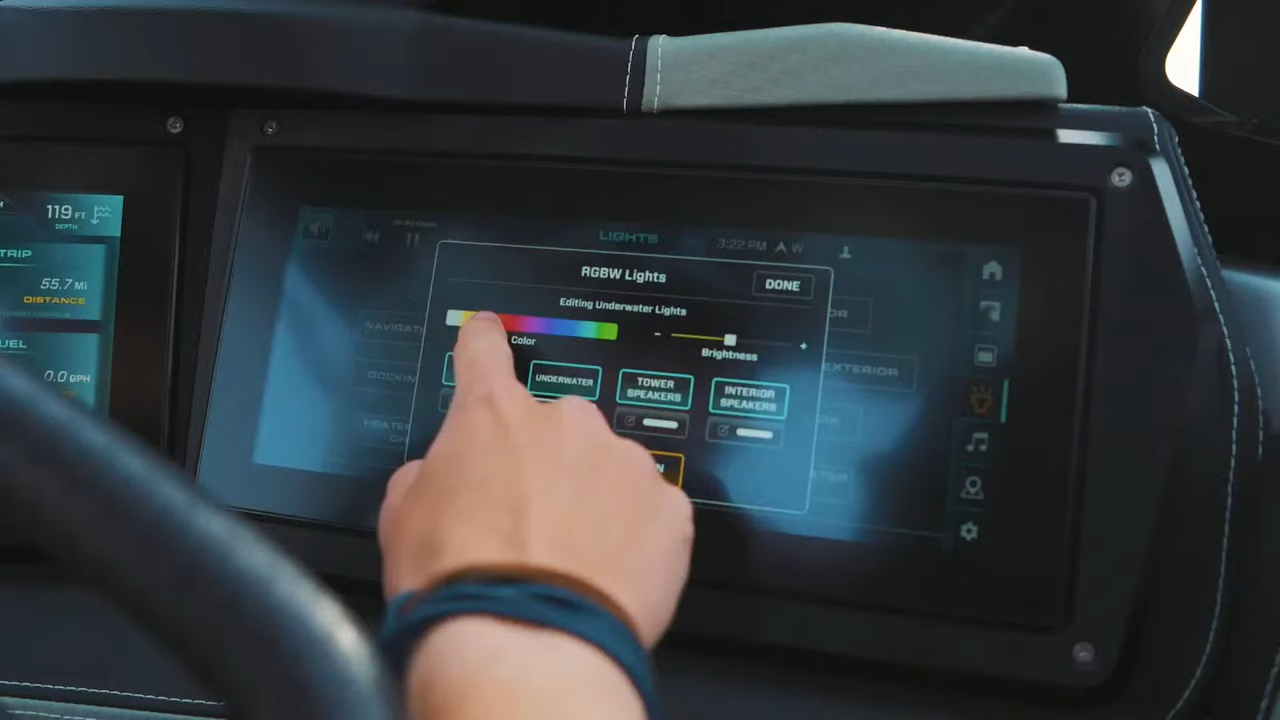 119 FT
DEPTH
TRIP
55.7 MI
DISTANCE
0.0 GPH
LIGHTS
3:22 PM W
RGBW Lights
DONE
Editing Underwater Lights
Color
- +
Brightness
UNDERWATER
TOWER
SPEAKERS
INTERIOR
SPEAKERS
EXTERIOR